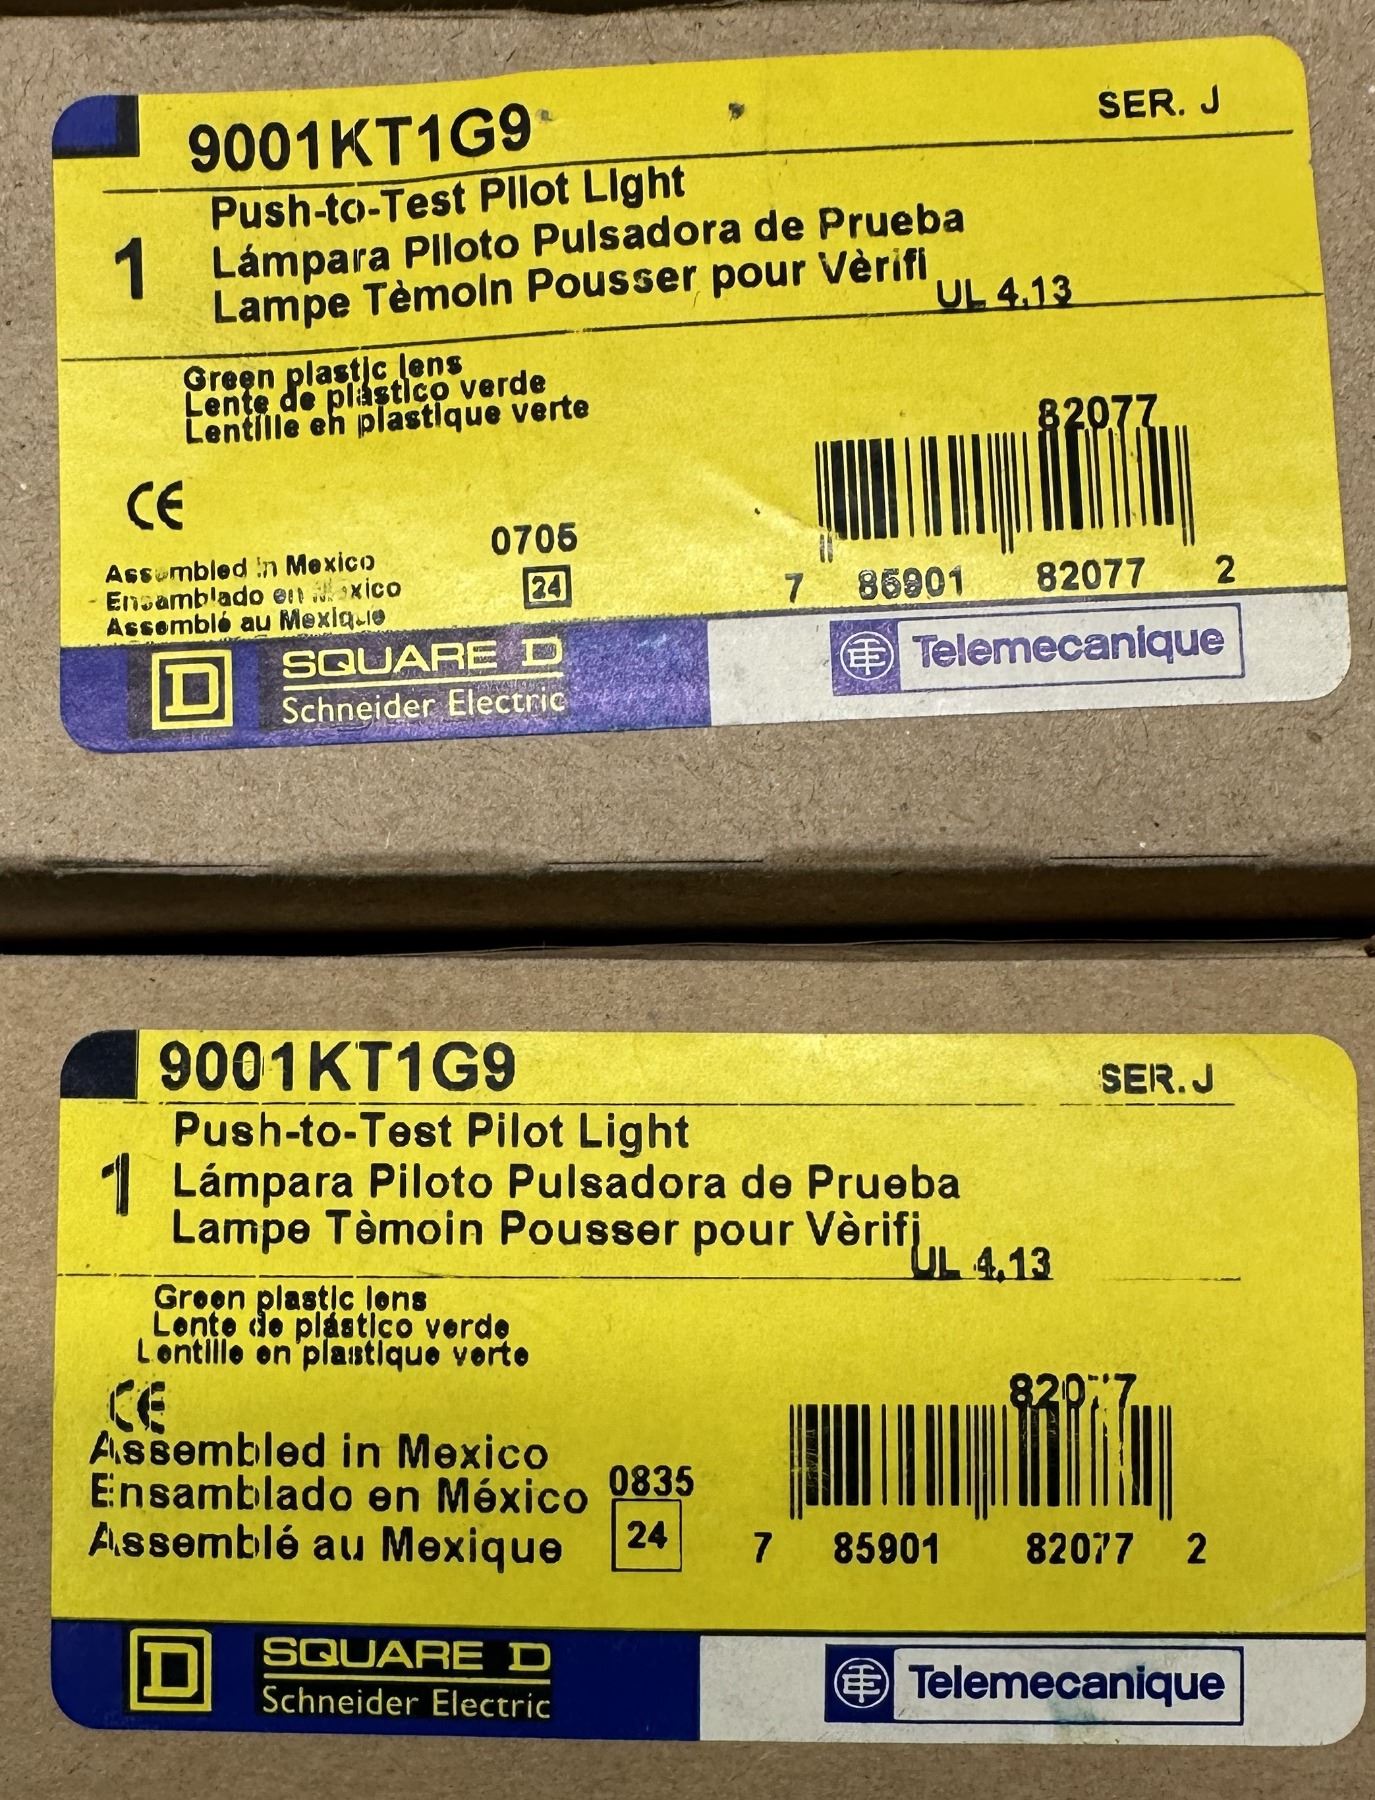 9001KT1G9
SER. J
Push-to-Test Pilot Light
1
Lámpara Piloto Pulsadora de Prueba
Lampe Tèmoin Pousser pour Vèrifi
UL 4.13
Green plastic lens
Lente de plástico verde
Lentille en plastique verte
82077
CE
0705
24
Assembled in Mexico
Ensamblado en México
Assemblé au Mexique
7 85901 82077 2
D SQUARE D
Schneider Electric
Telemecanique
9001KT1G9
SER. J
Push-to-Test Pilot Light
1
Lámpara Piloto Pulsadora de Prueba
Lampe Tèmoin Pousser pour Vèrifi
UL 4.13
Green plastic lens
Lente de plástico verde
Lentille en plastique verte
82077
CE
Assembled in Mexico
Ensamblado en México
Assemblé au Mexique
0835
24
7 85901 82077 2
D SQUARE D
Schneider Electric
Telemecanique